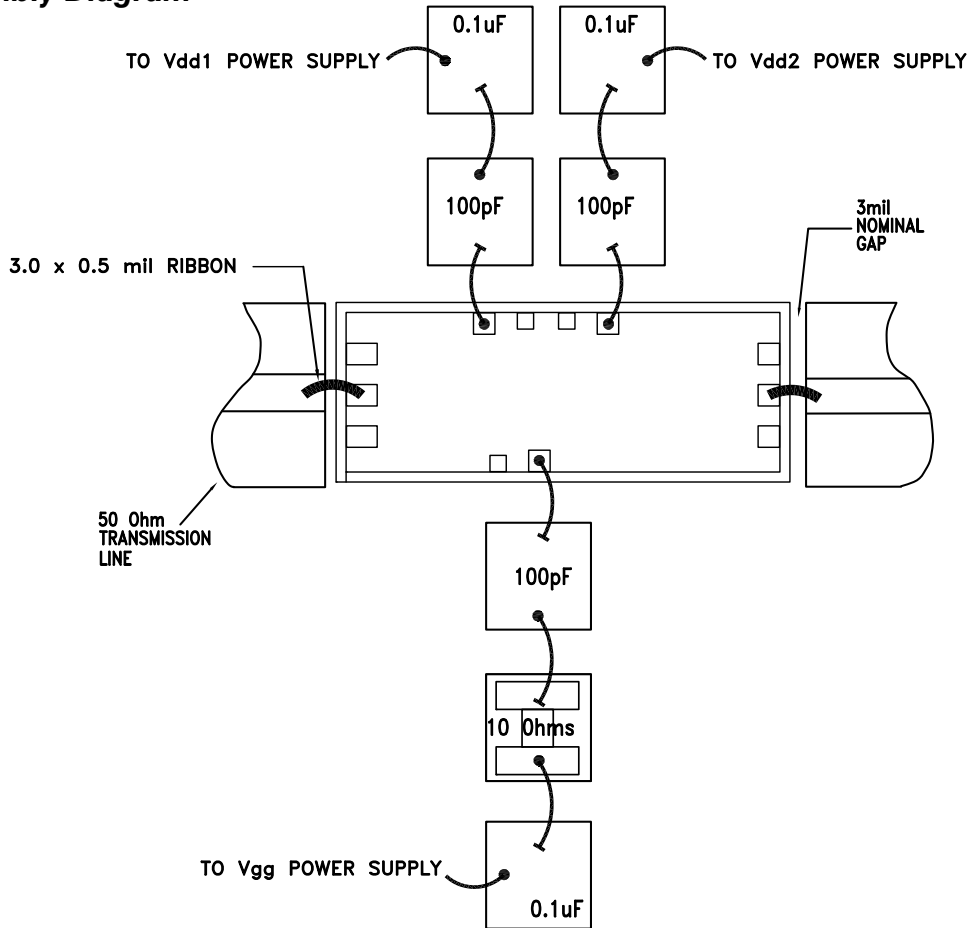 0.1uF
0.1uF
TO Vdd1 POWER SUPPLY
TO Vdd2 POWER SUPPLY
100pF
100pF
3mil
NOMINAL
GAP
3.0 x 0.5 mil RIBBON
50 Ohm
TRANSMISSION
LINE
100pF
10 Ohms
TO Vgg POWER SUPPLY
0.1uF